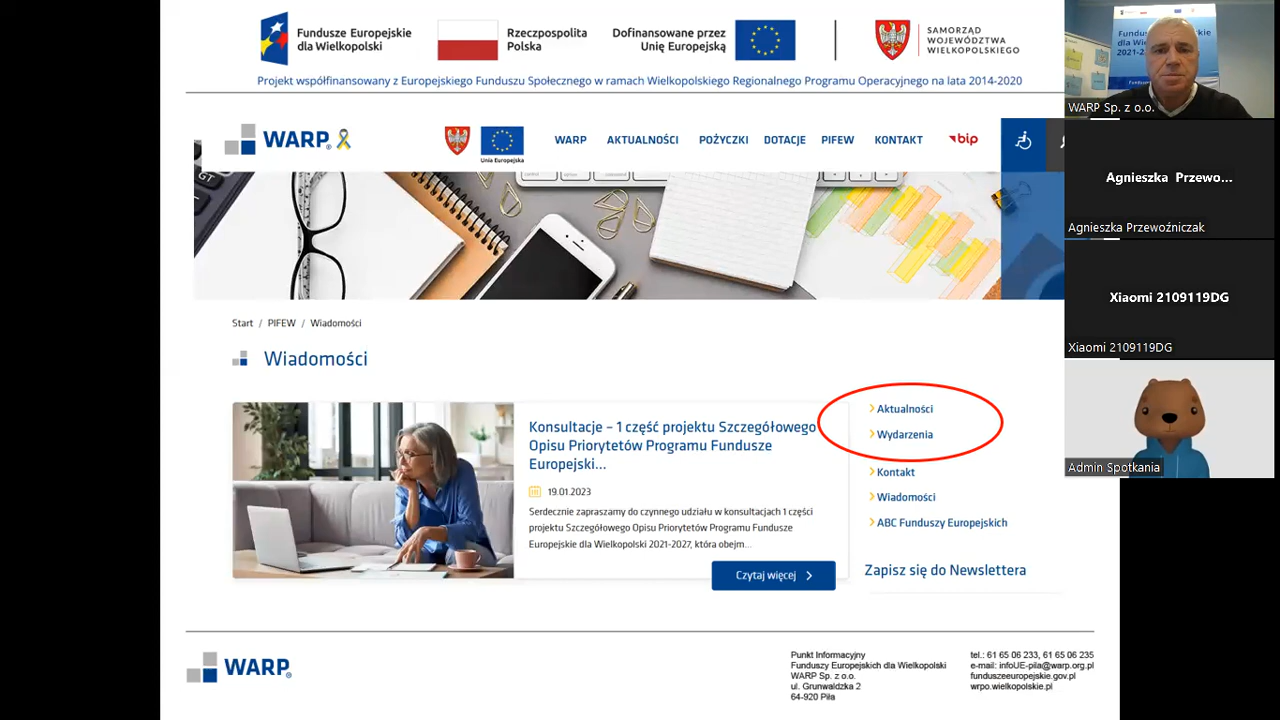 Fundusze Europejskie
dla Wielkopolski
Rzeczpospolita
Polska
Dofinansowane przez
Unię Europejską
SAMORZĄD
WOJEWÓDZTWA
WIELKOPOLSKIEGO
Projekt współfinansowany z Europejskiego Funduszu Społecznego w ramach Wielkopolskiego Regionalnego Programu Operacyjnego na lata 2014-2020
WARP
Unia Europejska
WARP AKTUALNOŚCI POŻYCZKI DOTACJE PIFEW KONTAKT bip
Start / PIFEW / Wiadomości
Wiadomości
Konsultacje – 1 część projektu Szczegółowego
Opisu Priorytetów Programu Fundusze
Europejski...
19.01.2023
Serdecznie zapraszamy do czynnego udziału w konsultacjach 1 części
projektu Szczegółowego Opisu Priorytetów Programu Fundusze
Europejskie dla Wielkopolski 2021-2027, która obejm...
Czytaj więcej
Aktualności
Wydarzenia
Kontakt
Wiadomości
ABC Funduszy Europejskich
Zapisz się do Newslettera
WARP
Punkt Informacyjny
Funduszy Europejskich dla Wielkopolski
WARP Sp. z o.o.
ul. Grunwaldzka 2
64-920 Piła
tel.: 61 65 06 233, 61 65 06 235
e-mail: infoUE-pila@warp.org.pl
funduszeeuropejskie.gov.pl
wrpo.wielkopolskie.pl
WARP Sp. z o.o.
Agnieszka Przewo...
Agnieszka Przewoźniczak
Xiaomi 2109119DG
Xiaomi 2109119DG
Admin Spotkania